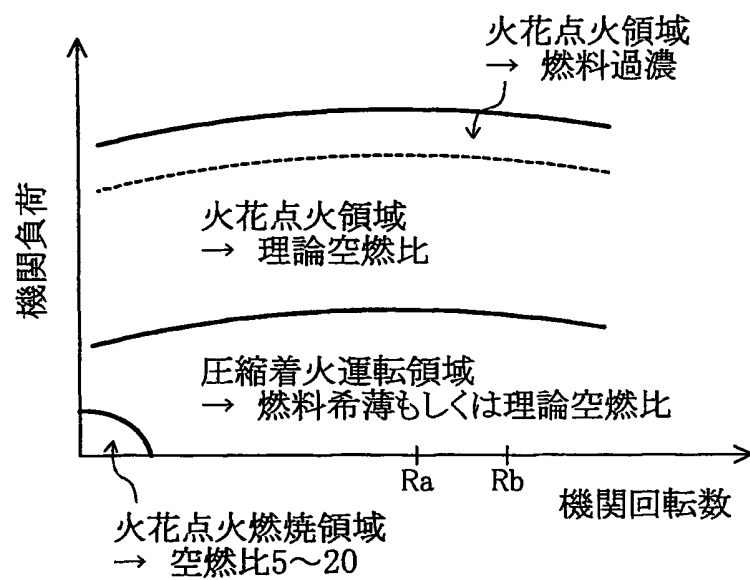 火花点火領域
→ 燃料過濃
機関負荷
火花点火領域
→ 理論空燃比
圧縮着火運転領域
→ 燃料希薄もしくは理論空燃比
Ra Rb
機関回転数
火花点火燃焼領域
→ 空燃比5～20